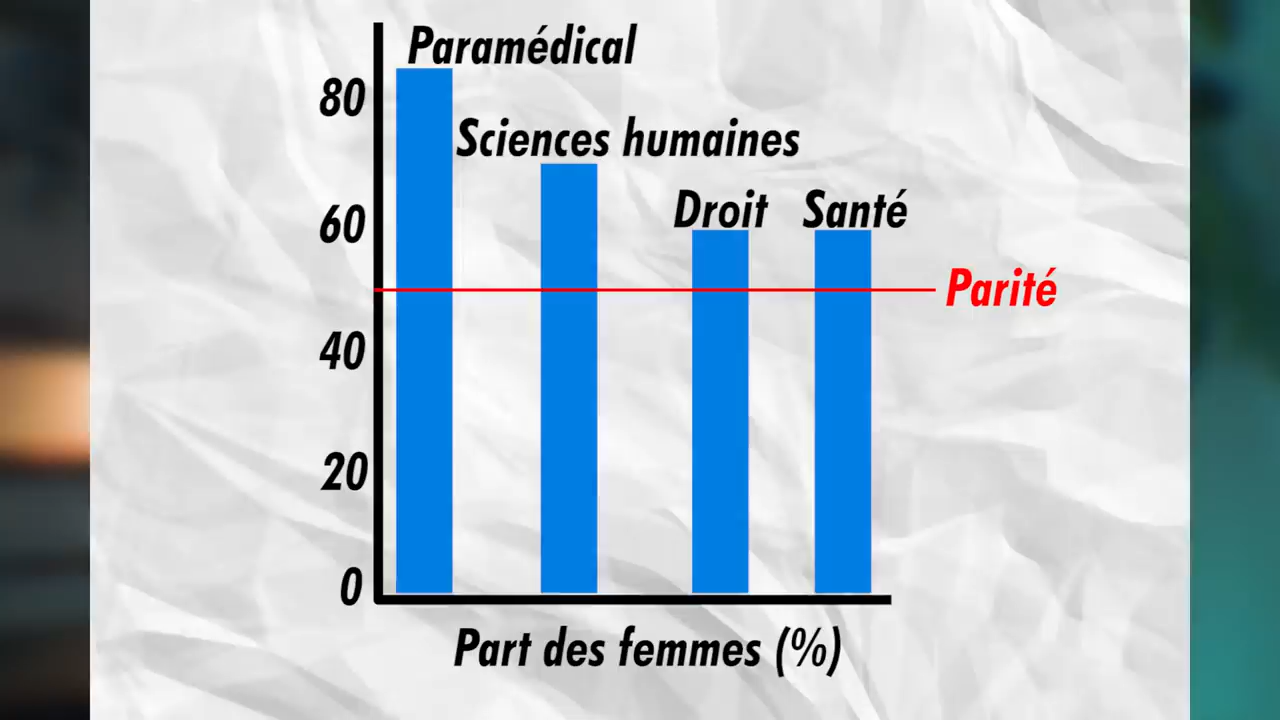 Paramédical
80
Sciences humaines
60
Droit
Santé
Parité
40
20
0
Part des femmes (%)